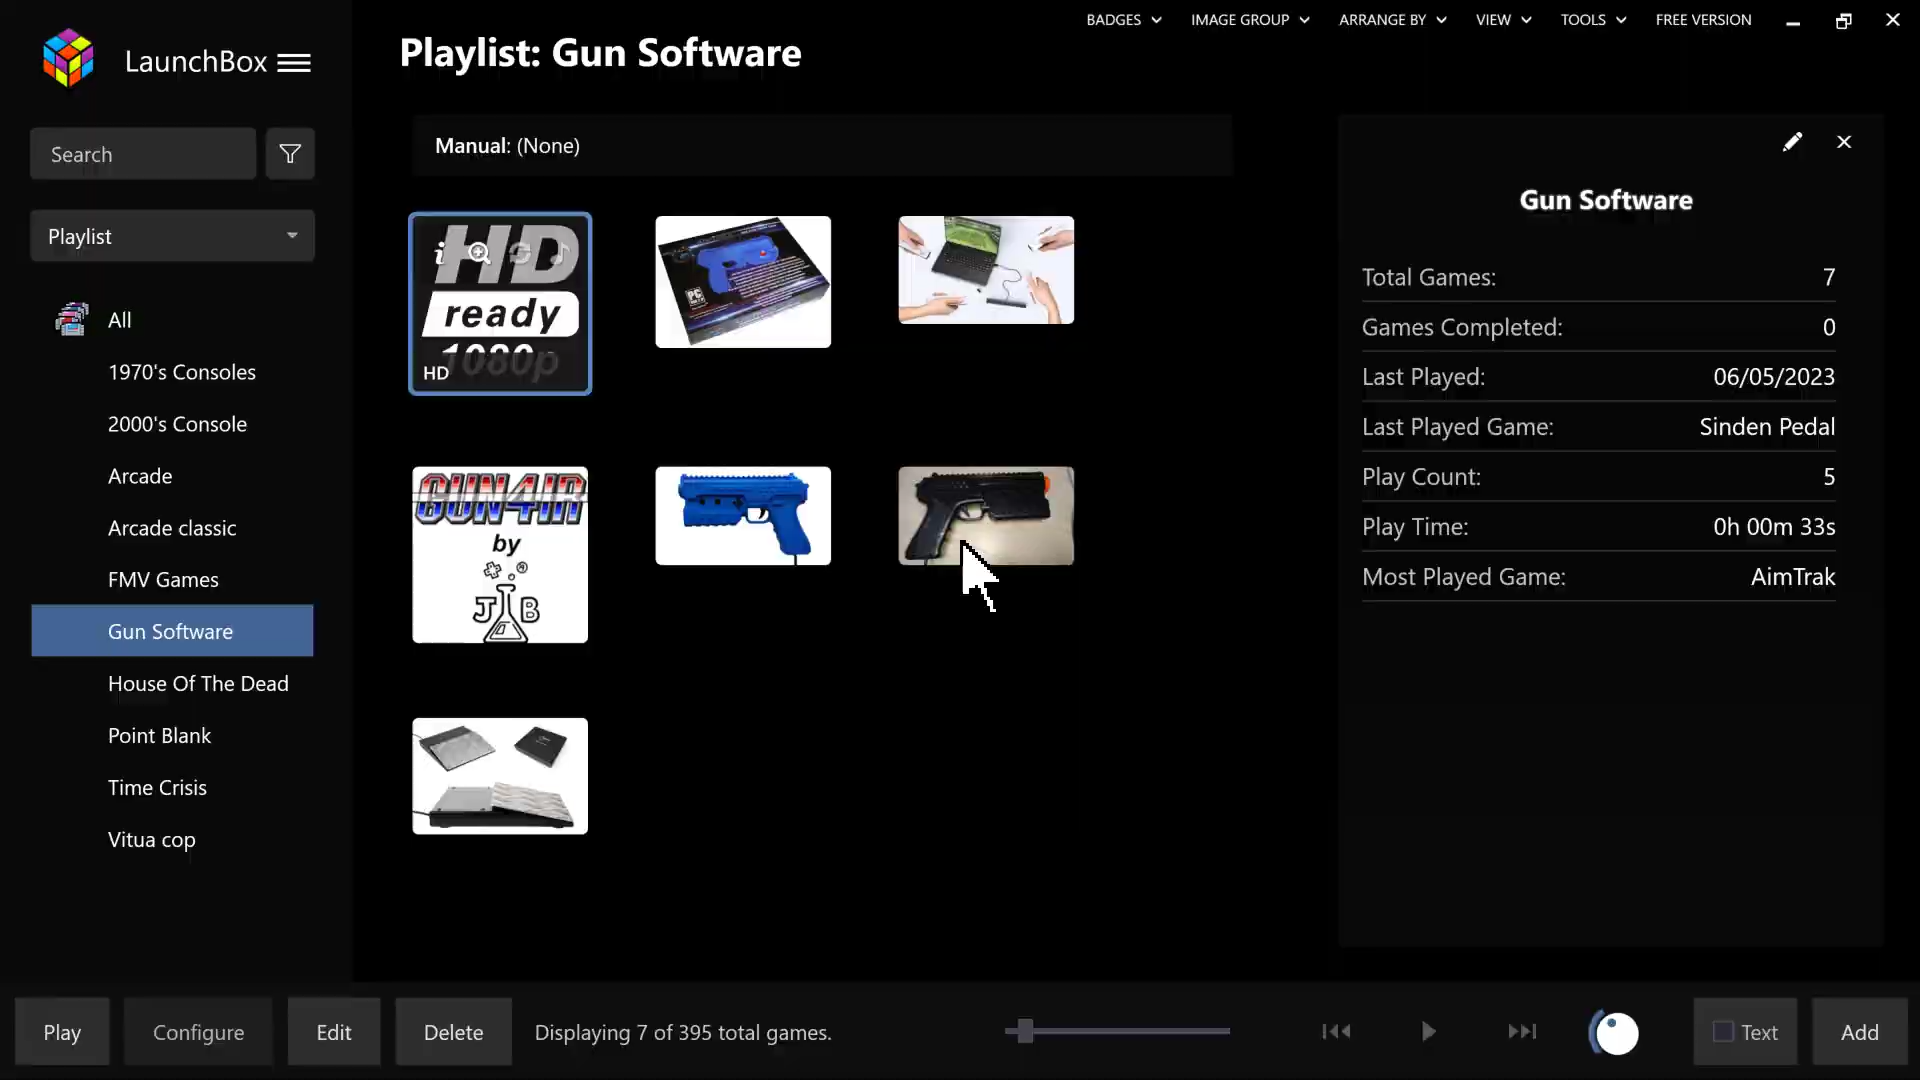 BADGES
IMAGE GROUP
ARRANGE BY
VIEW
TOOLS
FREE VERSION
LaunchBox
Playlist: Gun Software
Search
Playlist
Manual: (None)
All
1970's Consoles
2000's Console
Arcade
Arcade classic
FMV Games
Gun Software
House Of The Dead
Point Blank
Time Crisis
Vitua cop
HD
ready
1080p
HD
GUN4IR
by
J B
Gun Software
Total Games: 7
Games Completed: 0
Last Played: 06/05/2023
Last Played Game: Sinden Pedal
Play Count: 5
Play Time: 0h 00m 33s
Most Played Game: AimTrak
Play
Configure
Edit
Delete
Displaying 7 of 395 total games.
Text
Add